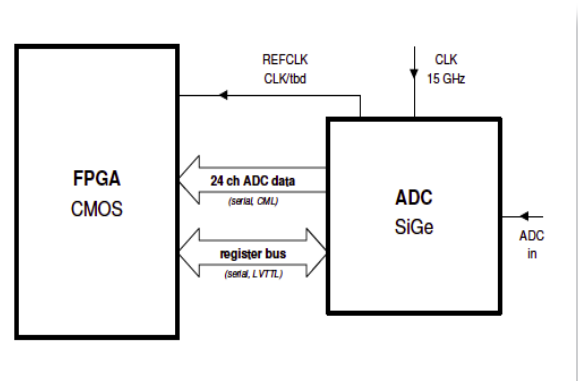 REFCLK
CLK/tbd
CLK
15 GHz
FPGA
CMOS
24 ch ADC data
(serial, CML)
ADC
SiGe
register bus
(serial, LVTTL)
ADC
in